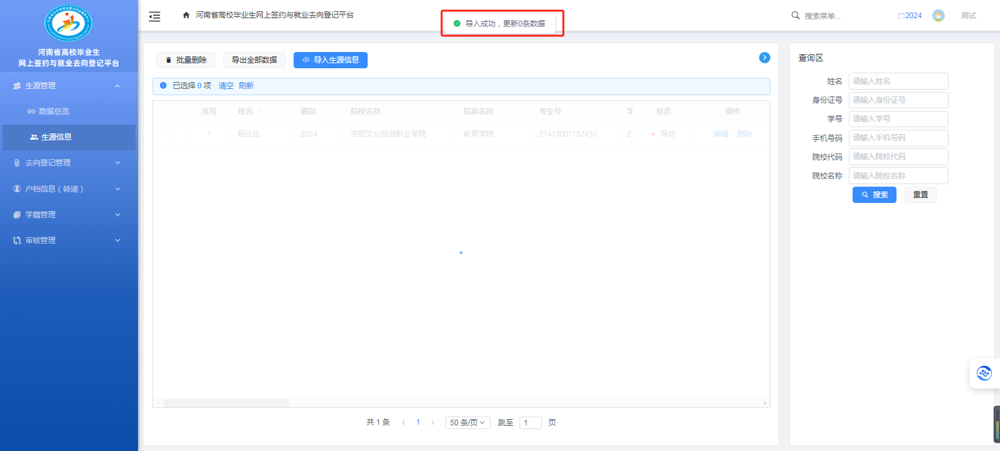 河南省高校毕业生
网上签约与就业去向登记平台
生源管理
数据总览
生源信息
去向登记管理
户档信息（转递）
学籍管理
审核管理
河南省高校毕业生网上签约与就业去向登记平台
导入成功，更新0条数据
搜索菜单...
2024
测试
批量删除
导出全部数据
导入生源信息
已选择 0 项 清空 刷新
序号 姓名 届别 院校名称 院系名称 考生号 学 状态 操作
1 阮比比 2024 洛阳文化旅游职业学院 教育学院 21413001152433 2 异动 编辑 删除
共 1 条 1 50 条/页 跳至 1 页
查询区
姓名 请输入姓名
身份证号 请输入身份证号
学号 请输入学号
手机号码 请输入手机号码
院校代码 请输入院校代码
院校名称 请输入院校名称
搜索 重置